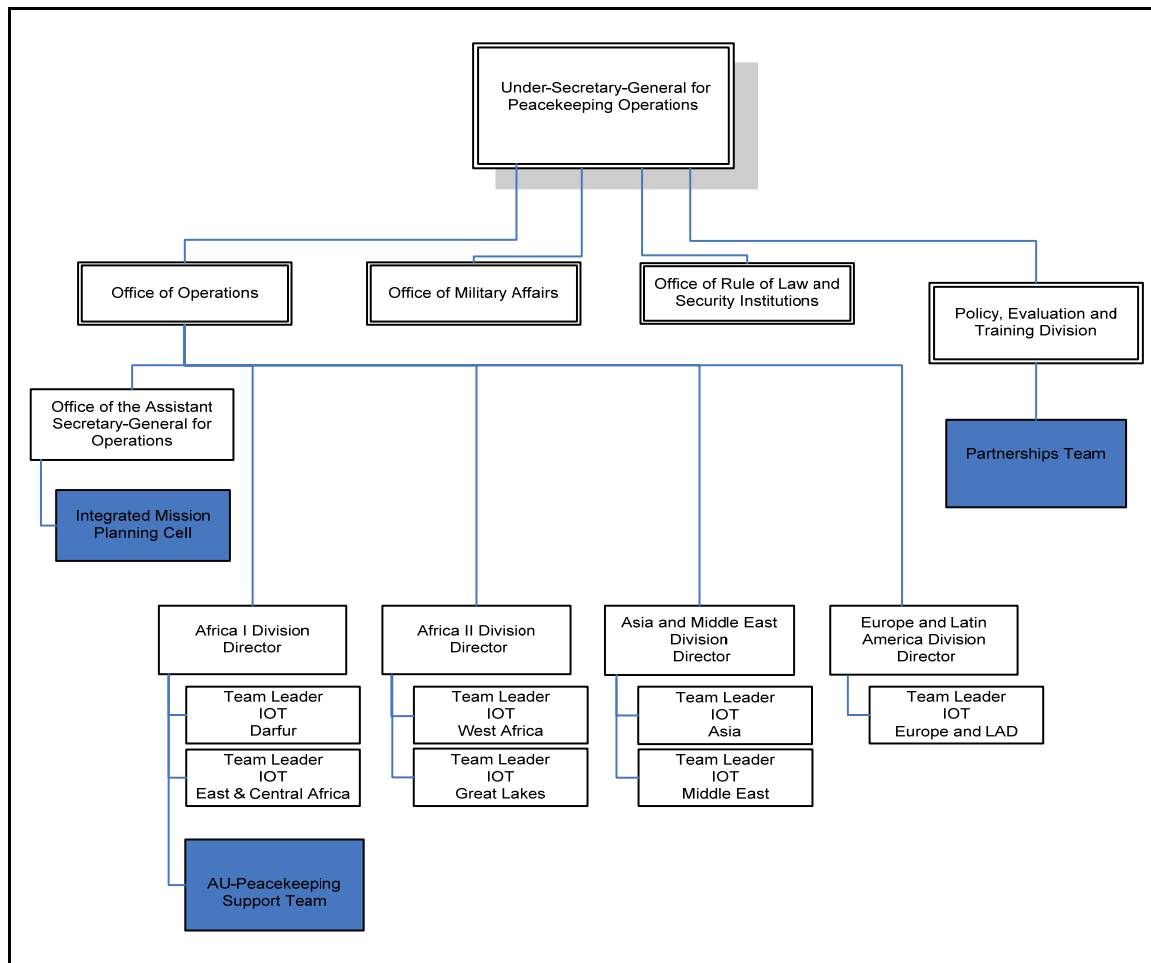 Under-Secretary-General for
Peacekeeping Operations
Office of Operations
Office of Military Affairs
Office of Rule of Law and
Security Institutions
Policy, Evaluation and
Training Division
Office of the Assistant
Secretary-General for
Operations
Partnerships Team
Integrated Mission
Planning Cell
Africa I Division
Director
Africa II Division
Director
Asia and Middle East
Division
Director
Europe and Latin
America Division
Director
Team Leader
IOT
Darfur
Team Leader
IOT
West Africa
Team Leader
IOT
Asia
Team Leader
IOT
Europe and LAD
Team Leader
IOT
East & Central Africa
Team Leader
IOT
Great Lakes
Team Leader
IOT
Middle East
AU-Peacekeeping
Support Team